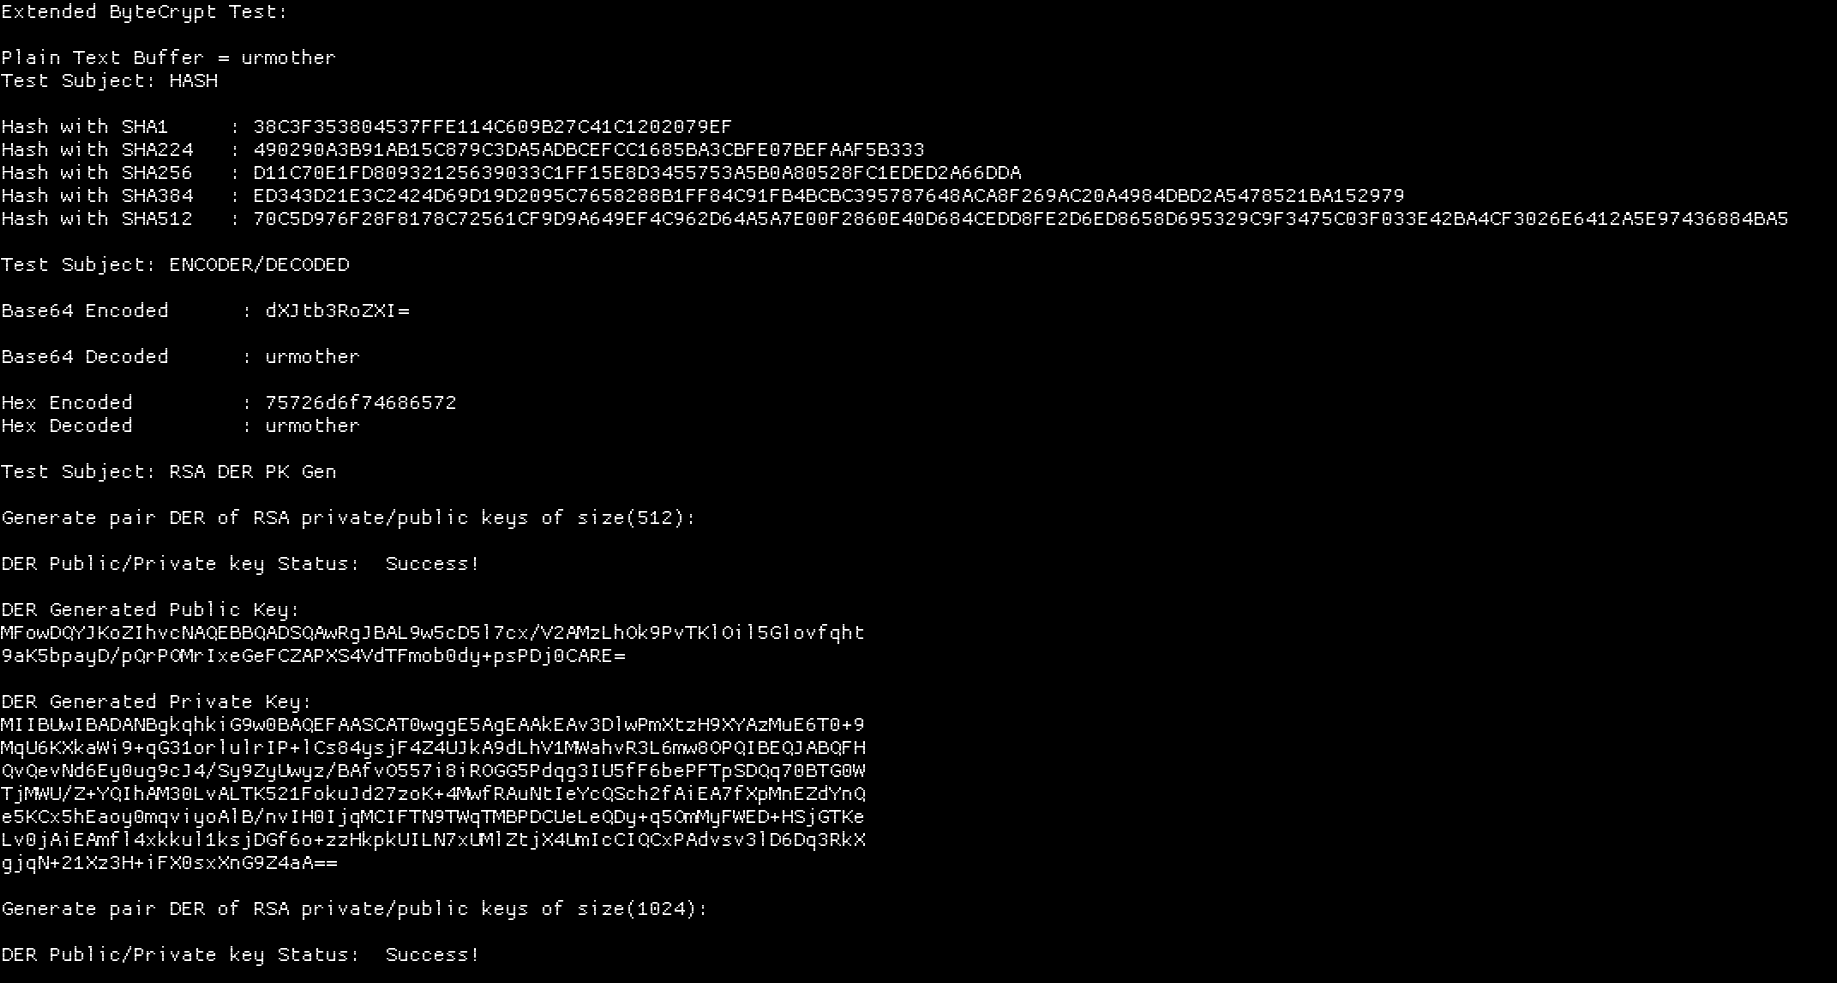 Extended ByteCrypt Test:
Plain Text Buffer = urmother
Test Subject: HASH
Hash with SHA1 : 38C3F353804537FFE114C609B27C41C1202079EF
Hash with SHA224 : 490290A3B91AB15C879C3DA5ADBCEFCC1685BA3CBFE07BEFAAF5B333
Hash with SHA256 : D11C70E1FD80932125639033C1FF15E8D3455753A5B0A80528FC1EDED2A66DDA
Hash with SHA384 : ED343D21E3C2424D69D19D2095C7658288B1FF84C91FB4BCBC395787648ACA8F269AC20A4984DBD2A5478521BA152979
Hash with SHA512 : 70C5D976F28F8178C72561CF9D9A649EF4C962D64A5A7E00F2860E40D684CEDD8FE2D6ED8658D695329C9F3475C03F033E42BA4CF3026E6412A5E97436884BA5
Test Subject: ENCODER/DECODED
Base64 Encoded : dXJtb3RoZXI=
Base64 Decoded : urmother
Hex Encoded : 75726d6f74686572
Hex Decoded : urmother
Test Subject: RSA DER PK Gen
Generate pair DER of RSA private/public keys of size(512):
DER Public/Private key Status: Success!
DER Generated Public Key:
MFowDQYJKoZIhvcNAQEBBQADSQAwRgJBAL9w5cD5l7cx/V2AMzLhOk9PvTKlOil5Glovfqht
9aK5bpayD/pQrPOMrIxeGeFCZAPXS4VdTFmob0dy+psPDj0CARE=
DER Generated Private Key:
MIIBUwIBADANBgkqhkiG9w0BAQEFAASCAT0wggE5AgEAAkEAv3DlwPmXtzH9XYAzMuE6T0+9
MqU6KXkaWi9+qG31orlulrIP+lCs84ysjF4Z4UJkA9dLhV1MWahvR3L6mw8OPQIBEQJABQFH
QvQevNd6Ey0ug9cJ4/Sy9ZyUwyz/BAfvO557i8iROGG5Pdqg3IU5fF6bePFTpSDQq70BTG0W
TjMWU/Z+YQIhAM30LvALTK521FokuJd27zoK+4MwfRAuNtIeYcQSch2fAiEA7fXpMnEZdYnQ
e5KCx5hEaoy0mqviyoAlB/nvIH0IjqMCIFTN9TWqTMBPDCUeLeQDy+q5OmMyFWED+HSjGTKe
Lv0jAiEAmfl4xkkul1ksjDGf6o+zzHkpkUILN7xUMlZtjX4UmIcCIQCxPAdvsv3lD6Dq3RkX
gjqN+21Xz3H+iFX0sxXnG9Z4aA==
Generate pair DER of RSA private/public keys of size(1024):
DER Public/Private key Status: Success!